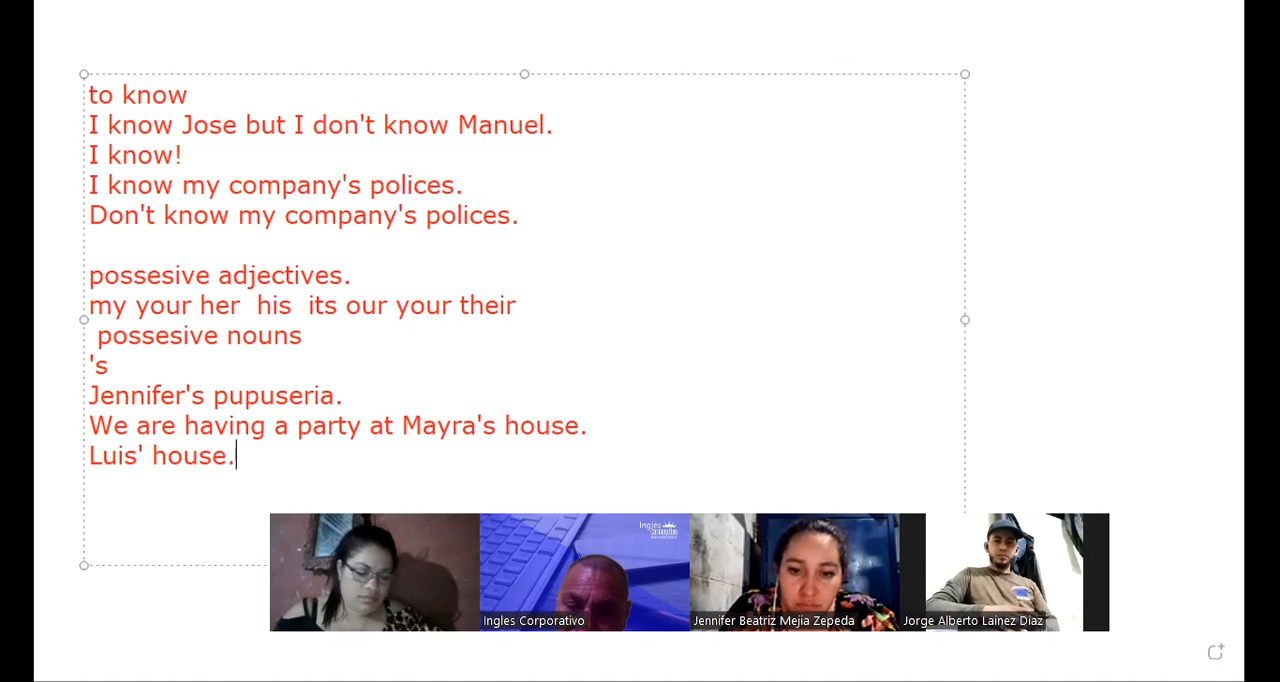 to know
I know Jose but I don't know Manuel.
I know!
I know my company's polices.
Don't know my company's polices.
possesive adjectives.
my your her his its our your their
possesive nouns
's
Jennifer's pupuseria.
We are having a party at Mayra's house.
Luis' house.
Ingles
Corporativo
Ingles Corporativo
Jennifer Beatriz Mejia Zepeda
Jorge Alberto Lainez Diaz